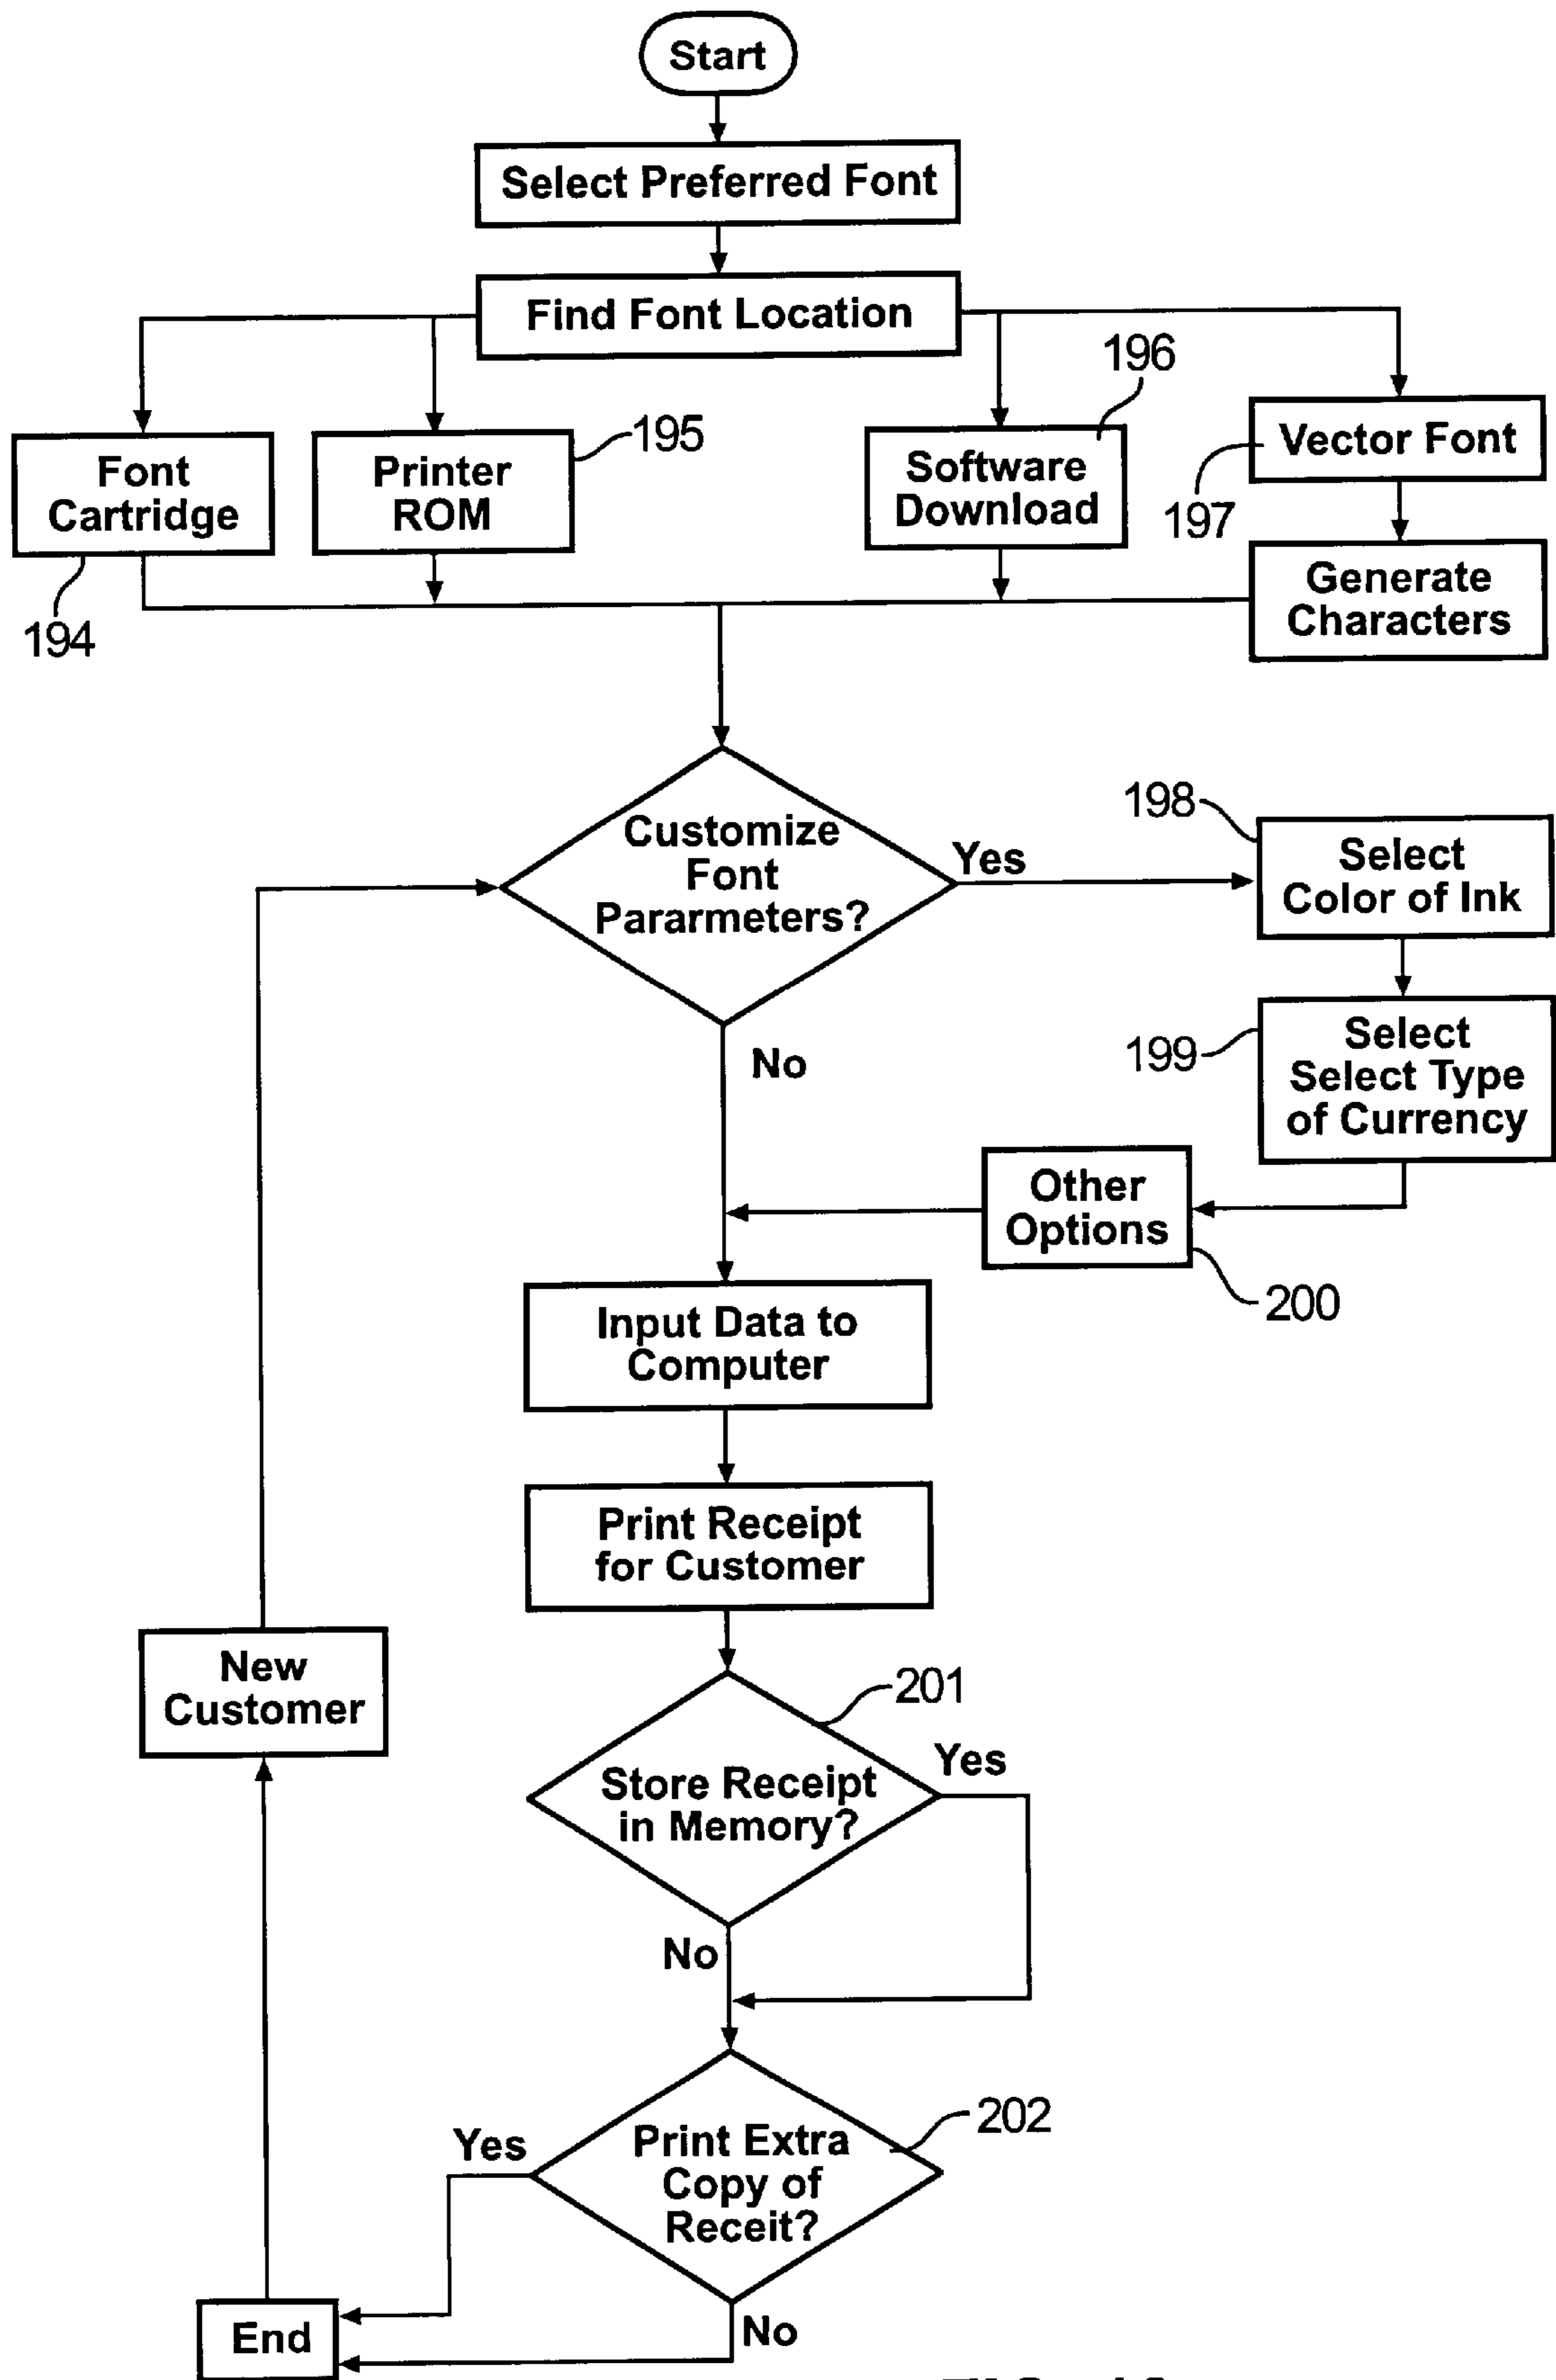 Start
Select Preferred Font
Find Font Location
196
195
Font
Cartridge
Printer
ROM
Software
Download
Vector Font
197
194
Generate
Characters
Customize
Font
Pararmeters?
Yes
No
198
Select
Color of Ink
199
Select
Select Type
of Currency
Other
Options
200
Input Data to
Computer
Print Receipt
for Customer
New
Customer
201
Store Receipt
in Memory?
Yes
No
202
Print Extra
Copy of
Receit?
Yes
No
End